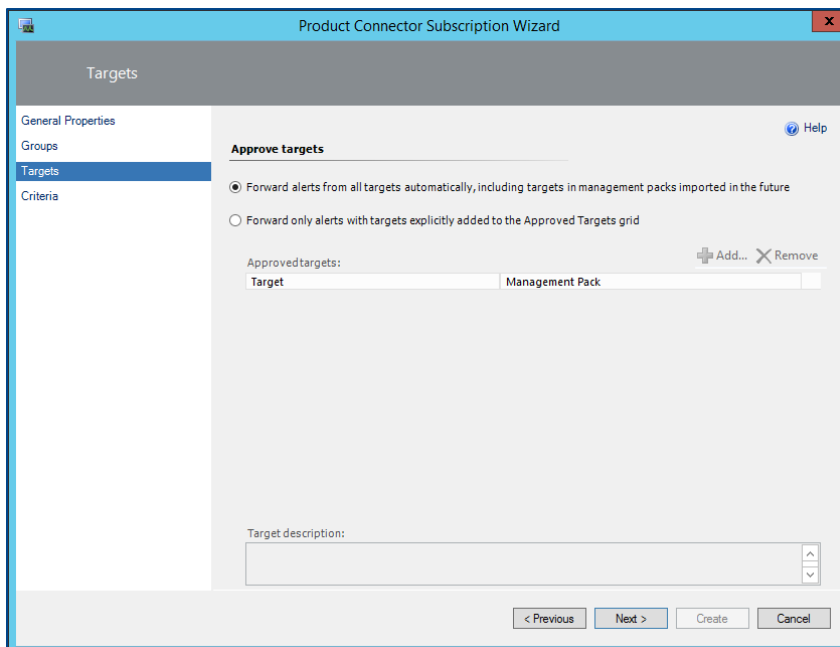 Product Connector Subscription Wizard
x
Targets
General Properties
Groups
Targets
Criteria
Help
Approve targets
Forward alerts from all targets automatically, including targets in management packs imported in the future
Forward only alerts with targets explicitly added to the Approved Targets grid
Approved targets:
Add... Remove
Target Management Pack
Target description:
< Previous Next > Create Cancel